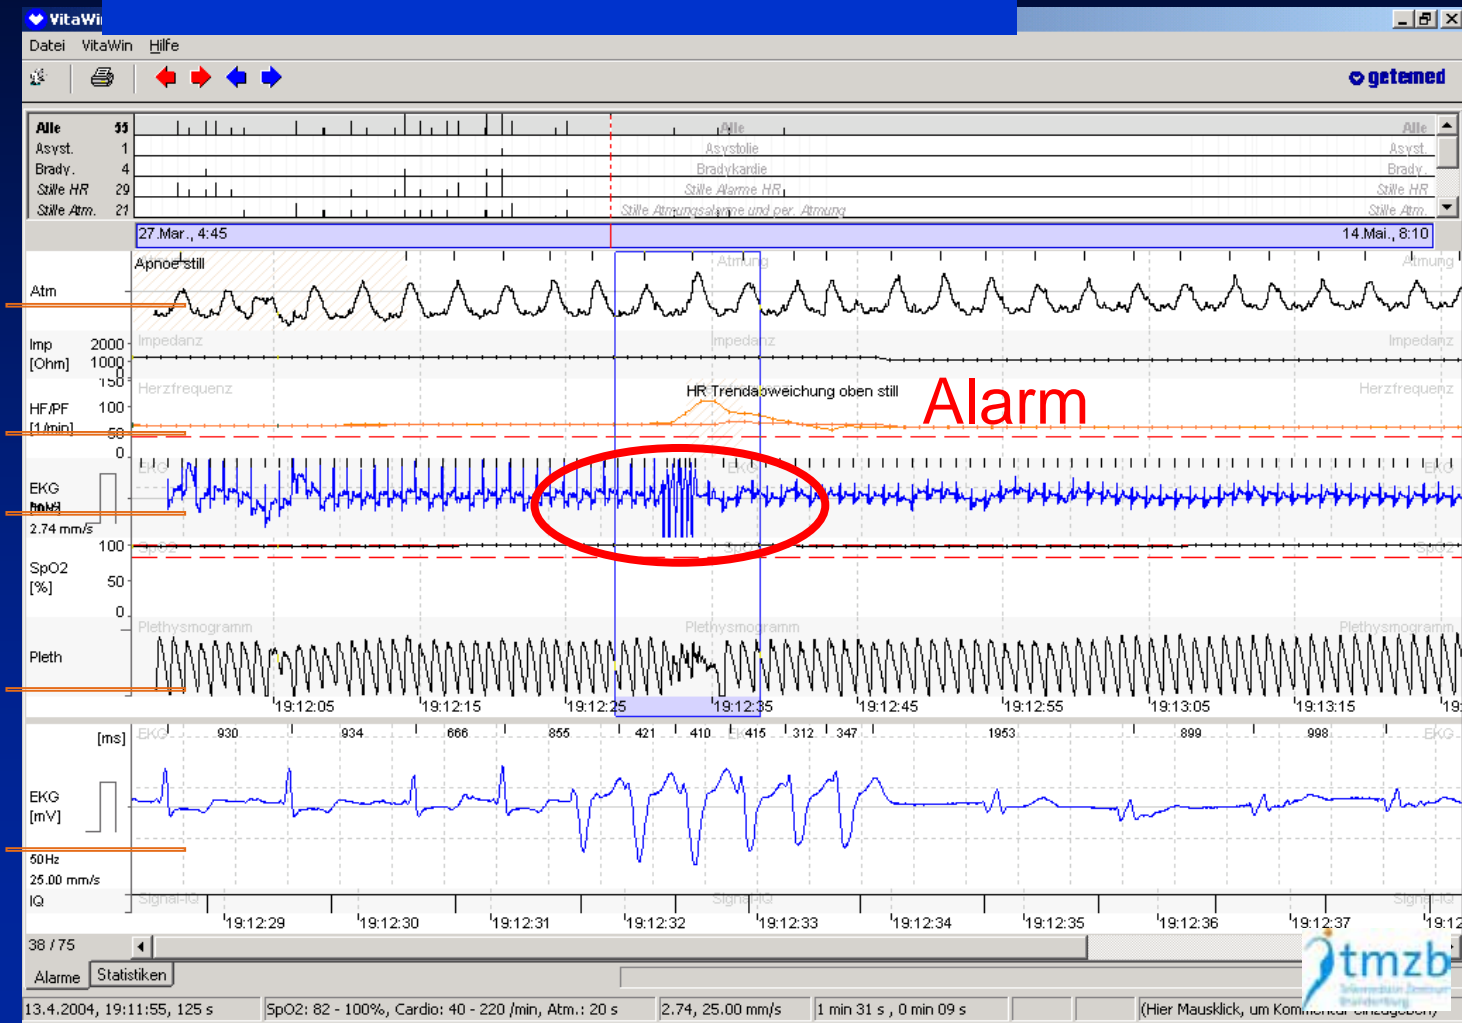 VitaWi
Datei VitaWin Hilfe
getemed
Alle 55 Alle Alle
Asyst. 1 Asystolie Asyst.
Brady. 4 Bradykardie Brady.
Stille HR 29 Stille Alarme HR Stille HR
Stille Atm. 21 Stille Atmungsalarme und per. Atmung Stille Atm.
27.Mar., 4:45 14.Mai., 8:10
Apnoe still Atmung Atmung
Atm
Imp 2000 Impedanz Impedanz Impedanz
[Ohm] 1000
0
150 Herzfrequenz HR Trendabweichung oben still Alarm Herzfrequenz
HF/PF 100
[1/min] 50
0
EKG EKG EKG
EKG
2.74 mm/s
100 SpO2 SpO2 SpO2
SpO2
[%] 50
0
Plethysmogramm Plethysmogramm Plethysmogramm
Pleth
19:12:05 19:12:15 19:12:25 19:12:35 19:12:45 19:12:55 19:13:05 19:13:15 19:
[ms] EKG 930 934 666 855 421 410 EKG 415 312 347 1953 899 998 EKG
EKG
[mV]
50Hz
25.00 mm/s
IQ Signal-IQ Signal-IQ Signal-IQ
19:12:29 19:12:30 19:12:31 19:12:32 19:12:33 19:12:34 19:12:35 19:12:36 19:12:37 19:12
38 / 75
tmzb
Telemedizin Zentrum
Brandenburg
Alarme Statistiken
13.4.2004, 19:11:55, 125 s SpO2: 82 - 100%, Cardio: 40 - 220 /min, Atm.: 20 s 2.74, 25.00 mm/s 1 min 31 s , 0 min 09 s (Hier Mausklick, um Kommentar einzugeben)